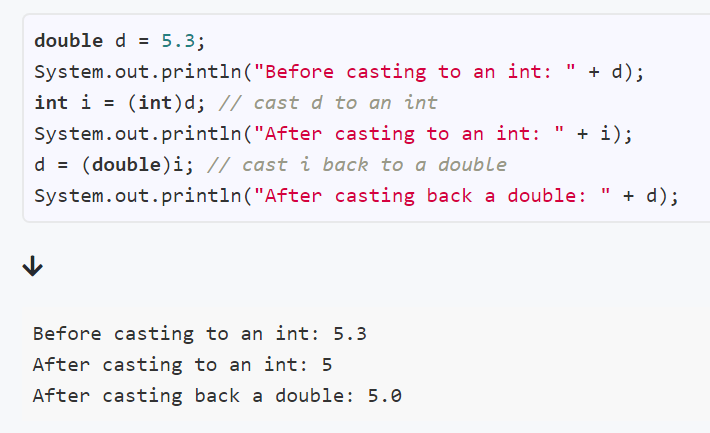 double d = 5.3;
System.out.println("Before casting to an int: " + d);
int i = (int)d; // cast d to an int
System.out.println("After casting to an int: " + i);
d = (double)i; // cast i back to a double
System.out.println("After casting back a double: " + d);
Before casting to an int: 5.3
After casting to an int: 5
After casting back a double: 5.0